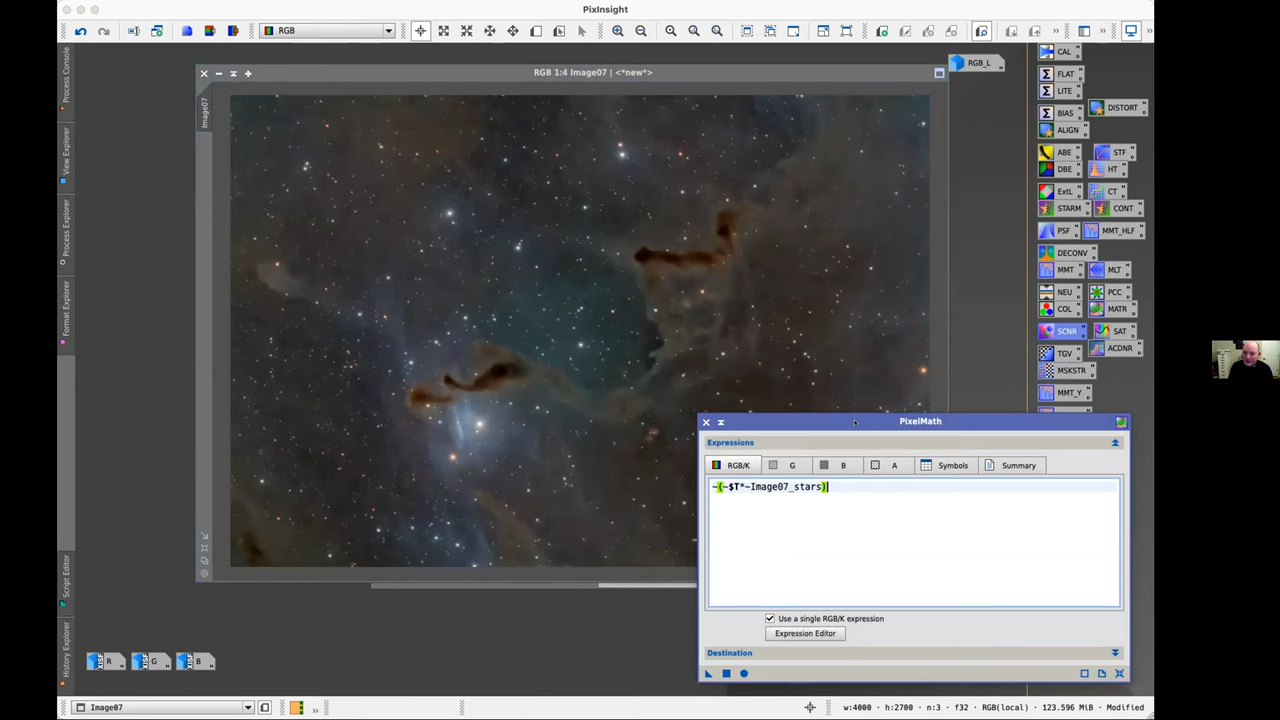 PixInsight
RGB
Process Console
View Explorer
Process Explorer
Format Explorer
Script Editor
History Explorer
RGB 1:4 Image07 | <*new*>
Image07
RGB_L
CAL
FLAT
LITE
DISTORT
BIAS
ALIGN
ABE
STF
DBE
HT
ExtL
CT
STARM
CONT
PSF
MMT_HLF
DECONV
MMT
MLT
NEU
PCC
COL
MATR
SCNR
SAT
TGV
ACDNR
MSKSTR
MMT_Y
PixelMath
Expressions
RGB/K
G
B
A
Symbols
Summary
~(~$T*~Image07_stars)
Use a single RGB/K expression
Expression Editor
Destination
XISF R
XISF G
XISF B
Image07
w:4000 · h:2700 · n:3 · f32 · RGB(local) · 123.596 MiB · Modified